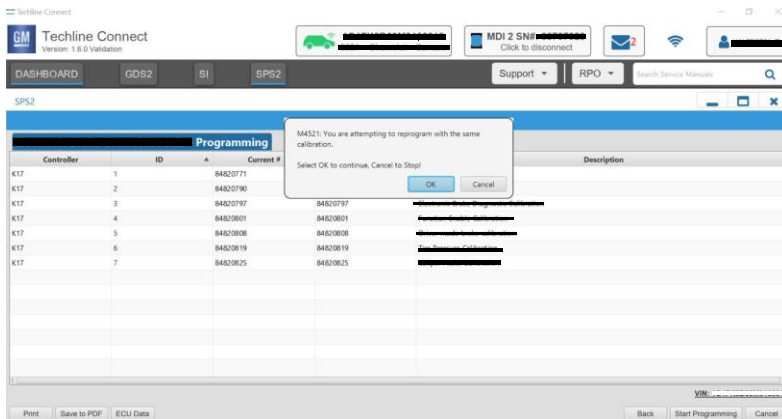 Techline Connect
GM
Techline Connect
Version: 1.6.0 Validation
MDI 2 SN#
Click to disconnect
2
DASHBOARD GDS2 SI SPS2 Support RPO Search Service Manuals
SPS2
Programming
M4521: You are attempting to reprogram with the same
calibration.
Select OK to continue, Cancel to Stop!
OK Cancel
Controller ID Current # Description
K17 1 84820771
K17 2 84820790
K17 3 84820797 84820797
K17 4 84820801 84820801
K17 5 84820808 84820808
K17 6 84820819 84820819 Tire Pressure Calibration
K17 7 84820825 84820825
VIN:
Print Save to PDF ECU Data Back Start Programming Cancel